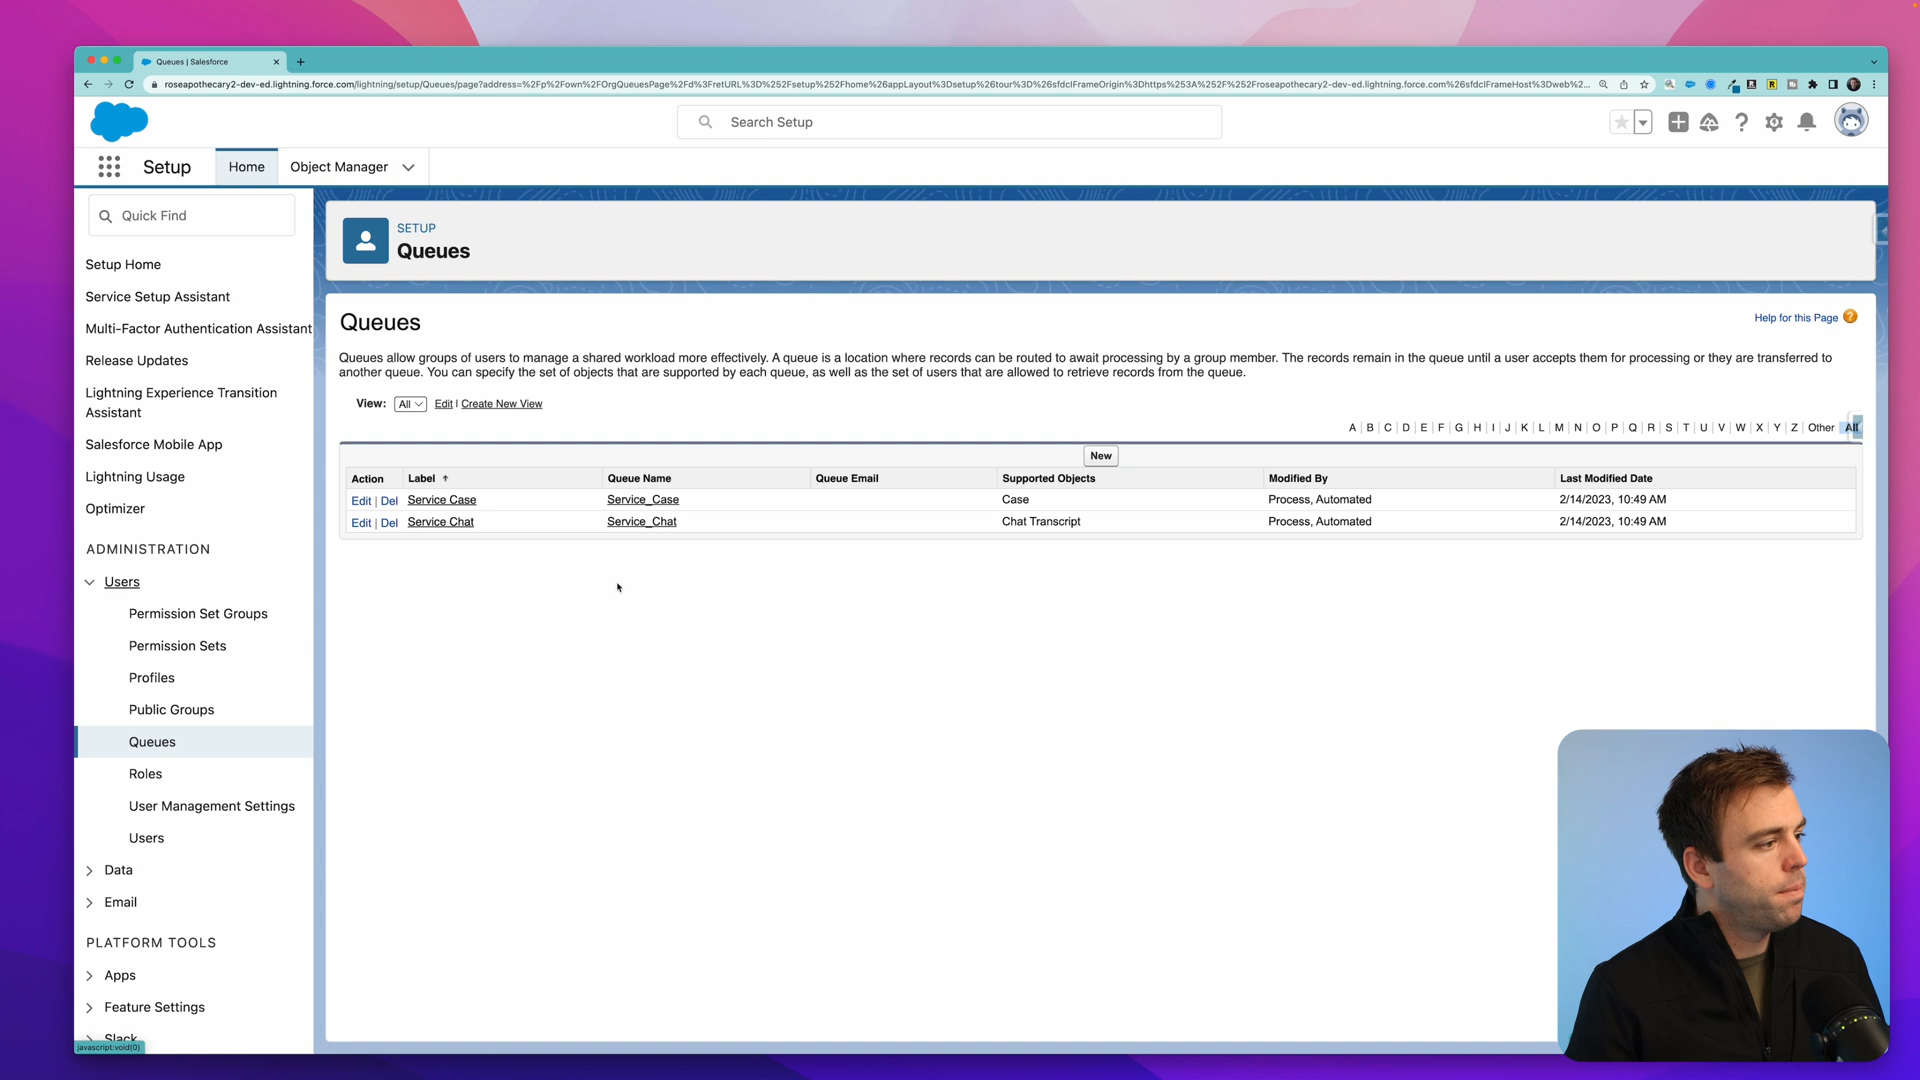 Queues | Salesforce
roseapothecary2-dev-ed.lightning.force.com/lightning/setup/Queues/page?address=%2Fp%2Fown%2FOrgQueuesPage%2Fd%3FretURL%3D%252Fsetup%252Fhome%26appLayout%3Dsetup%26tour%3D%26sfdcIFrameOrigin%3Dhttps%253A%252F%252Froseapothecary2-dev-ed.lightning.force.com%26sfdcIFrameHost%3Dweb%2...
Search Setup
Setup Home Object Manager
Quick Find
Setup Home
Service Setup Assistant
Multi-Factor Authentication Assistant
Release Updates
Lightning Experience Transition
Assistant
Salesforce Mobile App
Lightning Usage
Optimizer
ADMINISTRATION
Users
Permission Set Groups
Permission Sets
Profiles
Public Groups
Queues
Roles
User Management Settings
Users
Data
Email
PLATFORM TOOLS
Apps
Feature Settings
Slack
javascript:void(0)
SETUP
Queues
Queues
Help for this Page
Queues allow groups of users to manage a shared workload more effectively. A queue is a location where records can be routed to await processing by a group member. The records remain in the queue until a user accepts them for processing or they are transferred to
another queue. You can specify the set of objects that are supported by each queue, as well as the set of users that are allowed to retrieve records from the queue.
View: All Edit | Create New View
A | B | C | D | E | F | G | H | I | J | K | L | M | N | O | P | Q | R | S | T | U | V | W | X | Y | Z | Other All
New
Action Label Queue Name Queue Email Supported Objects Modified By Last Modified Date
Edit | Del Service Case Service_Case Case Process, Automated 2/14/2023, 10:49 AM
Edit | Del Service Chat Service_Chat Chat Transcript Process, Automated 2/14/2023, 10:49 AM